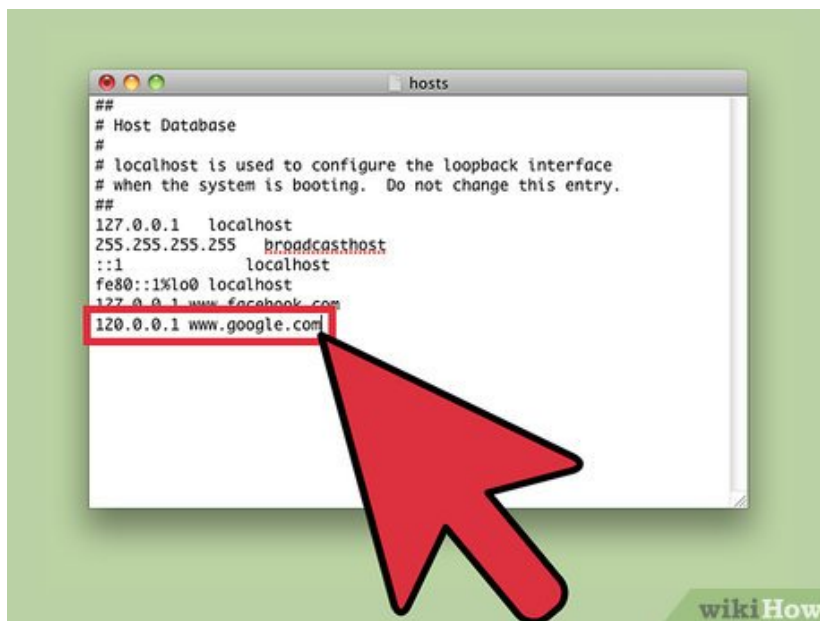 hosts
##
# Host Database
#
# localhost is used to configure the loopback interface
# when the system is booting.  Do not change this entry.
##
127.0.0.1   localhost
255.255.255.255   broadcasthost
::1             localhost
fe80::1%lo0 localhost
127.0.0.1 www.facebook.com
120.0.0.1 www.google.com
wikiHow